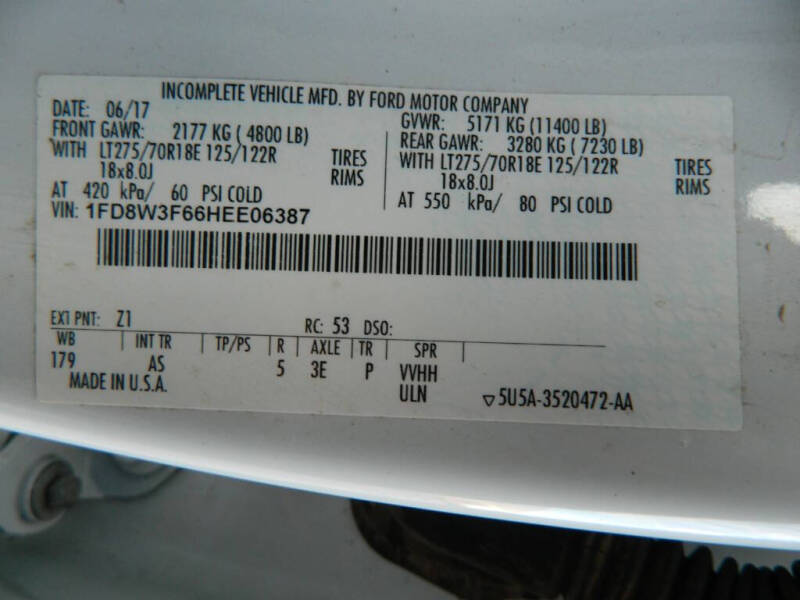 INCOMPLETE VEHICLE MFD. BY FORD MOTOR COMPANY
DATE: 06/17 GVWR: 5171 KG (11400 LB)
FRONT GAWR: 2177 KG ( 4800 LB) REAR GAWR: 3280 KG ( 7230 LB)
WITH LT275/70R18E 125/122R TIRES WITH LT275/70R18E 125/122R TIRES
18x8.0J RIMS 18x8.0J RIMS
AT 420 kPa/ 60 PSI COLD AT 550 kPa/ 80 PSI COLD
VIN: 1FD8W3F66HEE06387
EXT PNT: Z1 RC: 53 DSO:
WB INT TR TP/PS R AXLE TR SPR
179 AS 5 3E P VVHH
MADE IN U.S.A. ULN ▽5U5A-3520472-AA